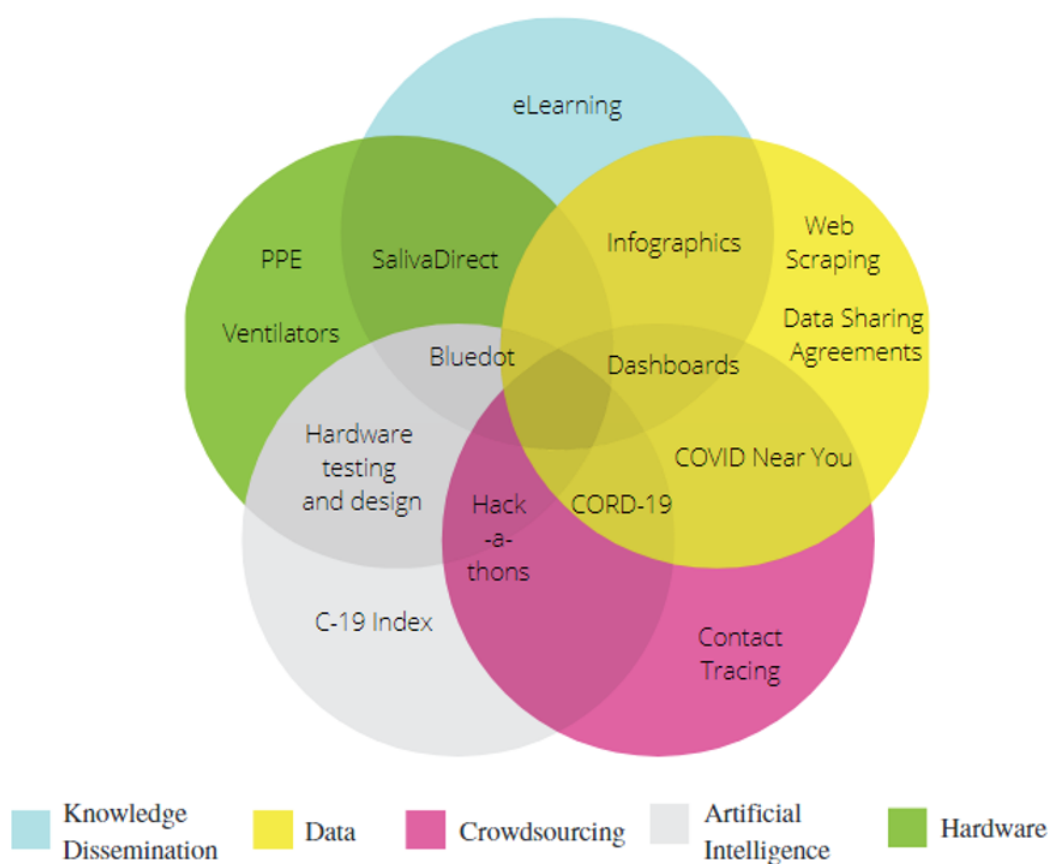 eLearning
Web
Scraping
Infographics
PPE
SalivaDirect
Data Sharing
Agreements
Ventilators
Bluedot
Dashboards
Hardware
testing
and design
COVID Near You
Hack
-a-
thons
CORD-19
C-19 Index
Contact
Tracing
Knowledge
Dissemination
Data
Crowdsourcing
Artificial
Intelligence
Hardware